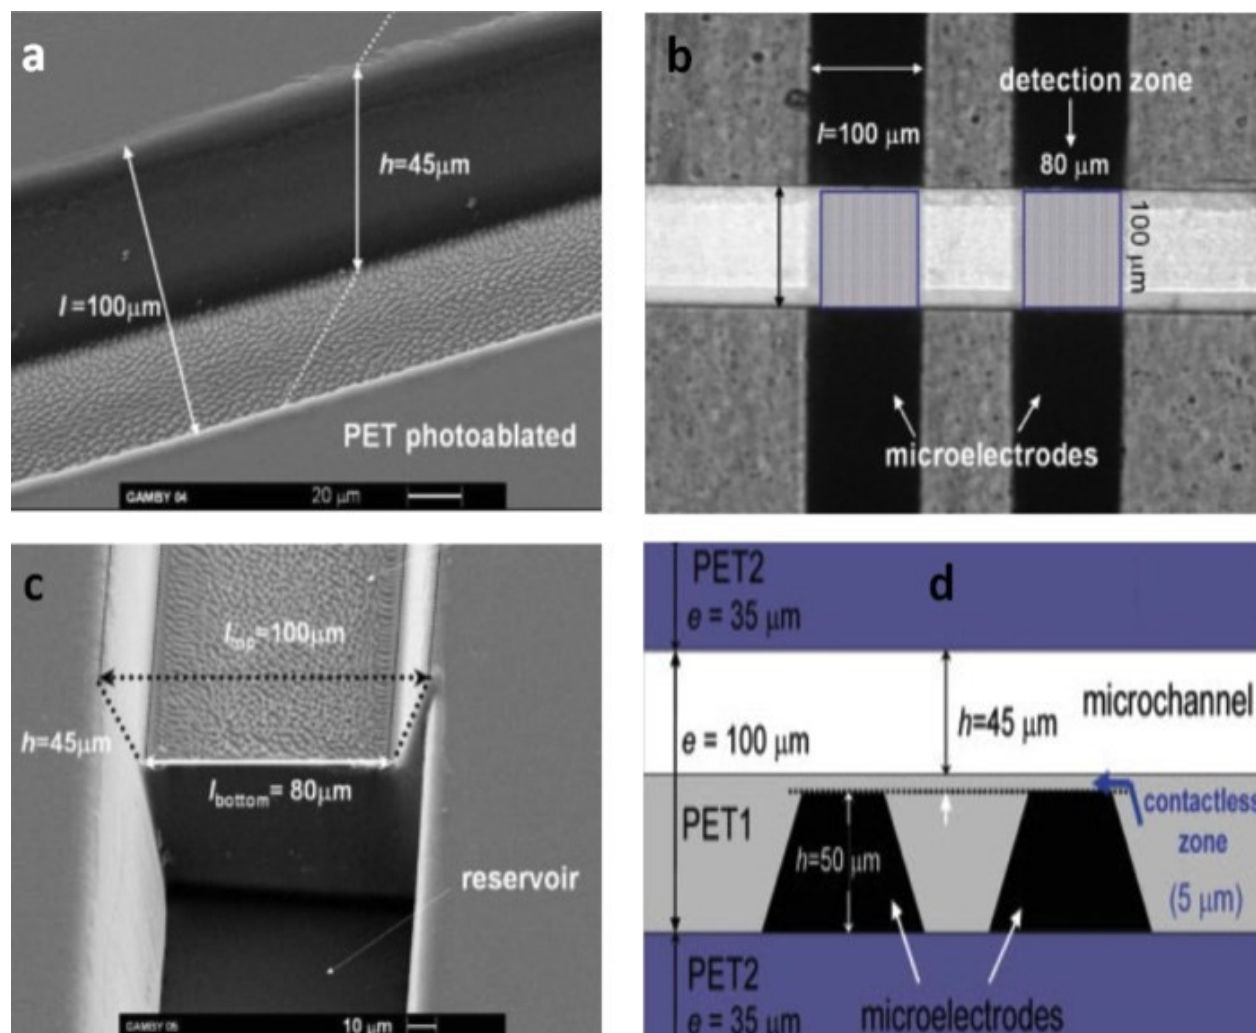 a
h=45μm
l=100μm
PET photoablated
GAMBY 04
20 μm
b
detection zone
l=100 μm
80 μm
100 μm
microelectrodes
c
l top=100μm
h=45μm
l bottom= 80μm
reservoir
GAMBY 05
10 μm
d
PET2
e = 35 μm
microchannel
h=45 μm
e = 100 μm
PET1
contactless
zone
(5 μm)
h=50 μm
PET2
e = 35 μm
microelectrodes